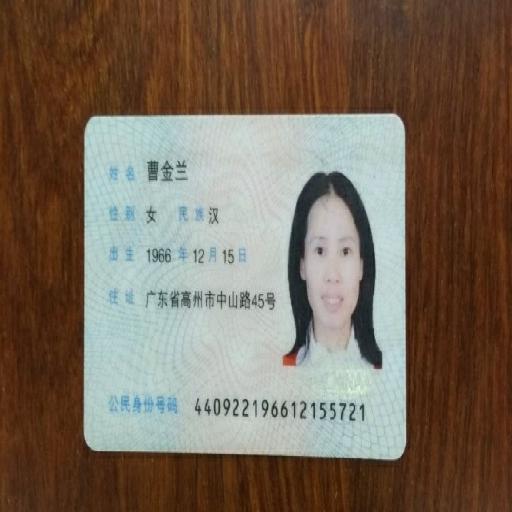 姓名 曹金兰
性别 女 民族 汉
出生 1966 年 12 月 15 日
住址 广东省高州市中山路45号
公民身份号码 440922196612155721